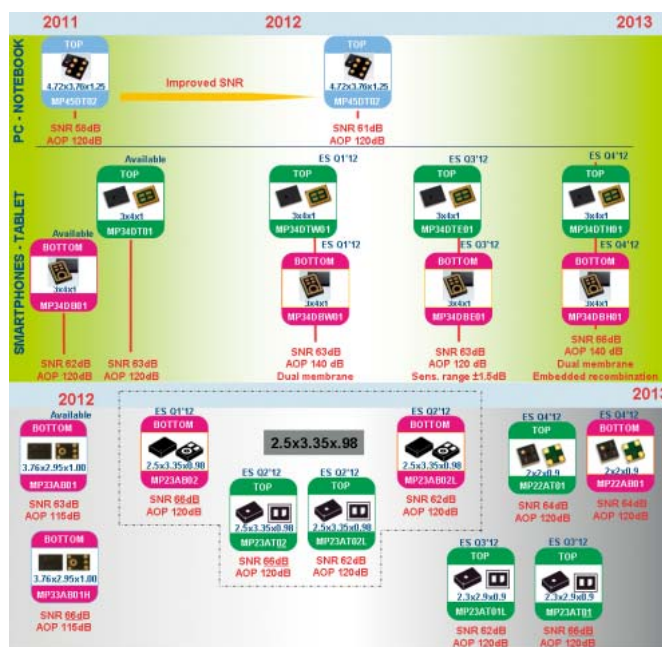 2011 2012 2013
PC - NOTEBOOK
TOP
4.72x3.76x1.25
MP45DT02
SNR 58dB
AOP 120dB
Improved SNR
TOP
4.72x3.76x1.25
MP45DT02
SNR 61dB
AOP 120dB
SMARTPHONES - TABLET
Available
BOTTOM
3x4x1
MP34DB01
SNR 62dB
AOP 120dB
Available
TOP
3x4x1
MP34DT01
SNR 63dB
AOP 120dB
ES Q1'12
TOP
3x4x1
MP34DTW01
ES Q1'12
BOTTOM
3x4x1
MP34DBW01
SNR 63dB
AOP 140 dB
Dual membrane
ES Q3'12
TOP
3x4x1
MP34DTE01
ES Q3'12
BOTTOM
3x4x1
MP34DBE01
SNR 63dB
AOP 120 dB
Sens. range ±1.5dB
ES Q4'12
TOP
3x4x1
MP34DTH01
ES Q4'12
BOTTOM
3x4x1
MP34DBH01
SNR 66dB
AOP 140 dB
Dual membrane
Embedded recombination
2012 2013
Available
BOTTOM
3.76x2.95x1.00
MP33AB01
SNR 63dB
AOP 115dB
BOTTOM
3.76x2.95x1.00
MP33AB01H
SNR 66dB
AOP 115dB
ES Q1'12
BOTTOM
2.5x3.35x0.98
MP23AB02
SNR 66dB
AOP 120dB
2.5x3.35x.98
ES Q2'12
TOP
2.5x3.35x0.98
MP23AT02
SNR 66dB
AOP 120dB
ES Q2'12
TOP
2.5x3.35x0.98
MP23AT02L
SNR 62dB
AOP 120dB
ES Q2'12
BOTTOM
2.5x3.35x0.98
MP23AB02L
SNR 62dB
AOP 120dB
ES Q4'12
TOP
2x2x0.9
MP22AT01
SNR 64dB
AOP 120dB
ES Q4'12
BOTTOM
2x2x0.9
MP22AB01
SNR 64dB
AOP 120dB
ES Q3'12
TOP
2.3x2.9x0.9
MP23AT01L
SNR 62dB
AOP 120dB
ES Q3'12
TOP
2.3x2.9x0.9
MP23AT01
SNR 66dB
AOP 120dB